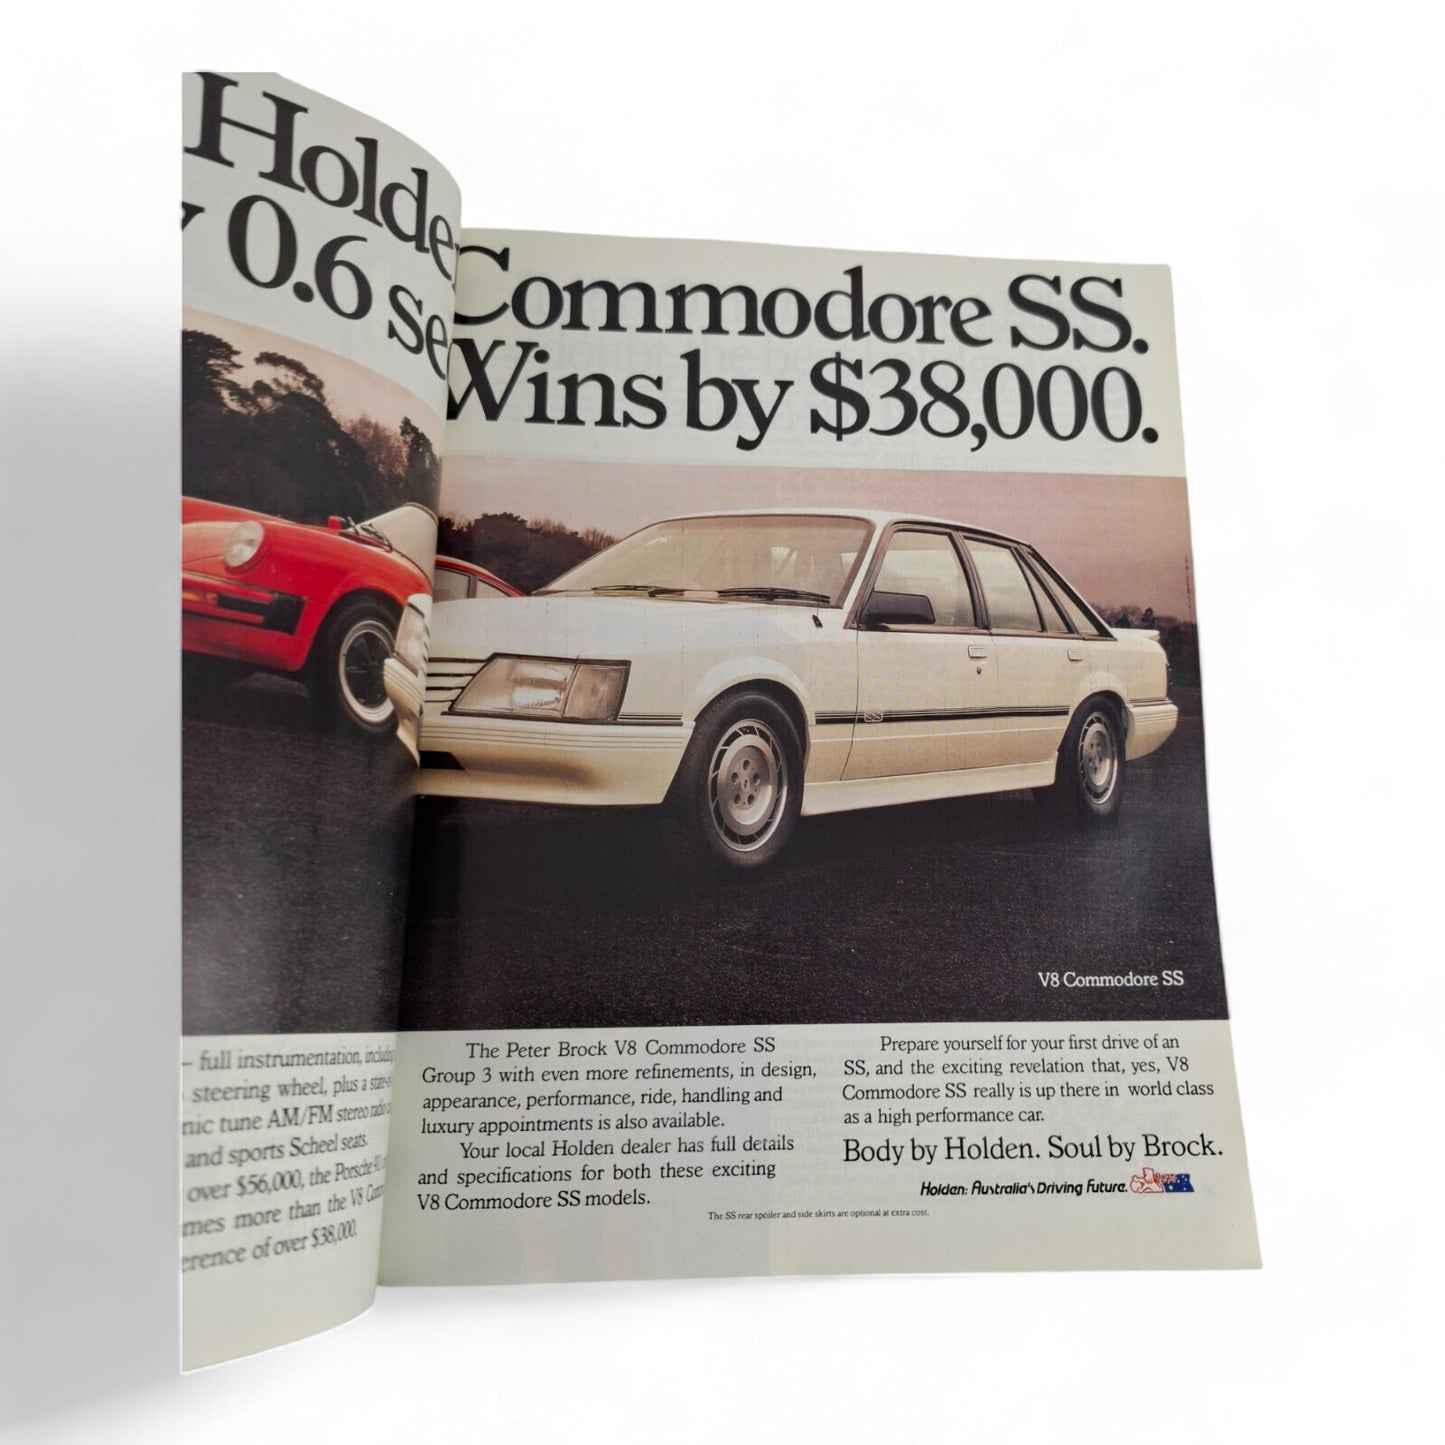 Holde
0.6 se
– full instrumentation,
steering wheel, plus a
tune AM/FM stereo radio
and sports Scheel seats.
over $56,000, the Porsche
more than the V8
of over $38,000.
Commodore SS.
Wins by $38,000.
SS
V8 Commodore SS
The Peter Brock V8 Commodore SS
Group 3 with even more refinements, in design,
appearance, performance, ride, handling and
luxury appointments is also available.
Your local Holden dealer has full details
and specifications for both these exciting
V8 Commodore SS models.
Prepare yourself for your first drive of an
SS, and the exciting revelation that, yes, V8
Commodore SS really is up there in world class
as a high performance car.
Body by Holden. Soul by Brock.
Holden: Australia's Driving Future.
The SS rear spoiler and side skirts are optional at extra cost.